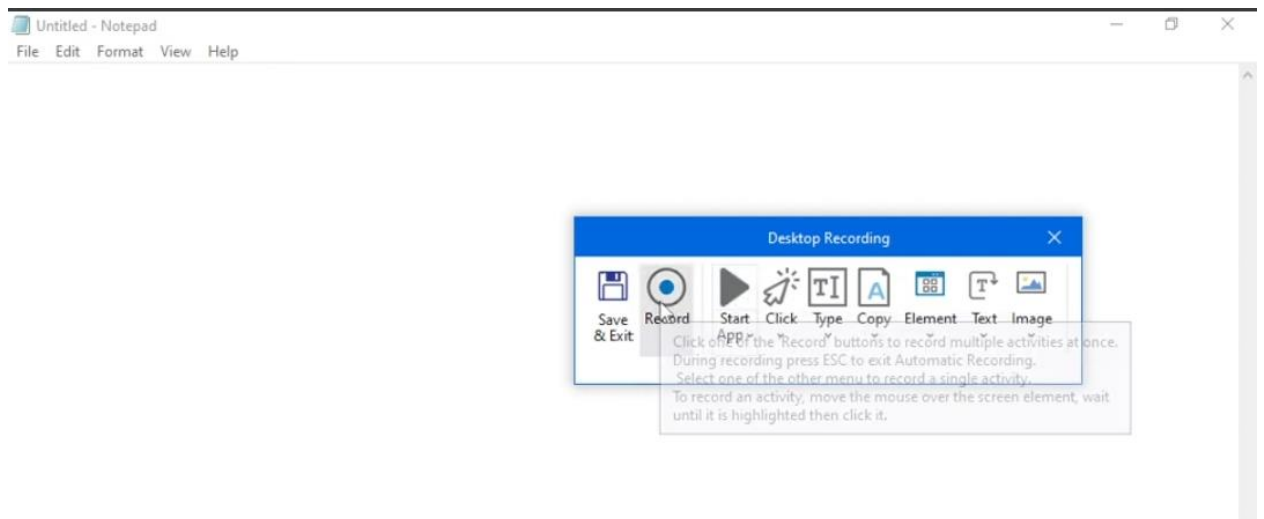 Untitled - Notepad
File Edit Format View Help
Desktop Recording
Save & Exit
Record
Start App
Click
Type
Copy
Element
Text
Image
Click one of the 'Record' buttons to record multiple activities at once.
During recording press ESC to exit Automatic Recording.
Select one of the other menu to record a single activity.
To record an activity, move the mouse over the screen element, wait
until it is highlighted then click it.